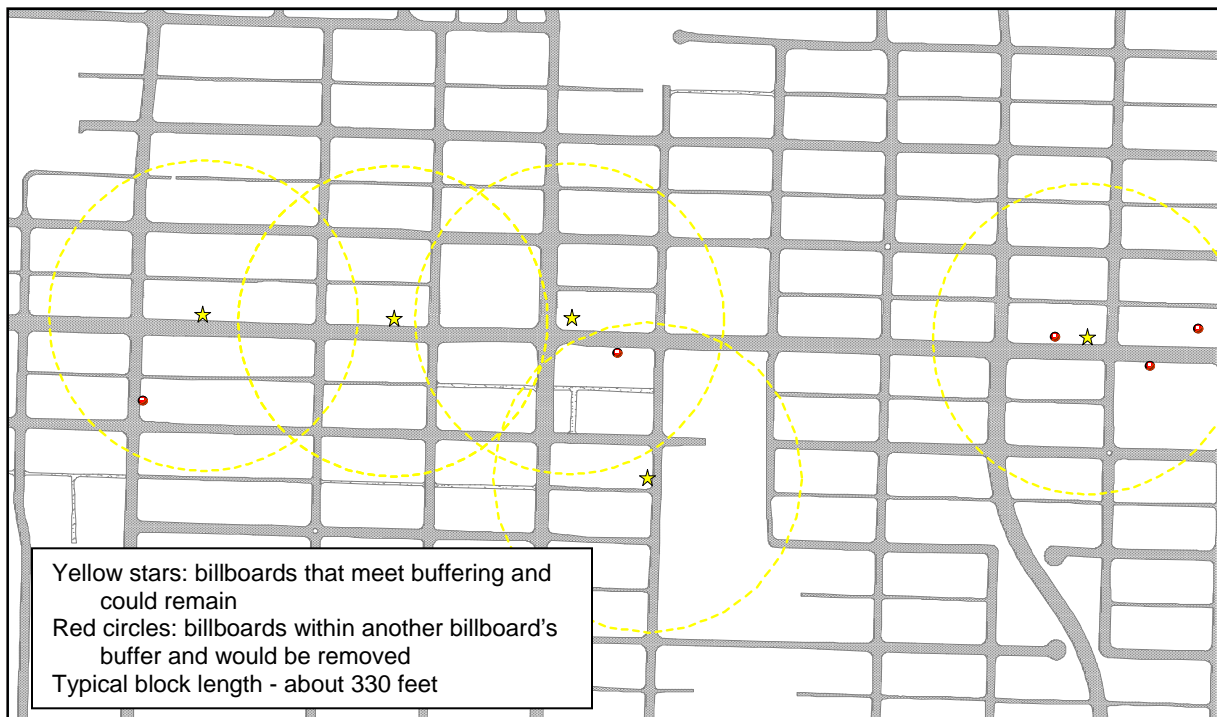 Yellow stars: billboards that meet buffering and
could remain
Red circles: billboards within another billboard's
buffer and would be removed
Typical block length - about 330 feet